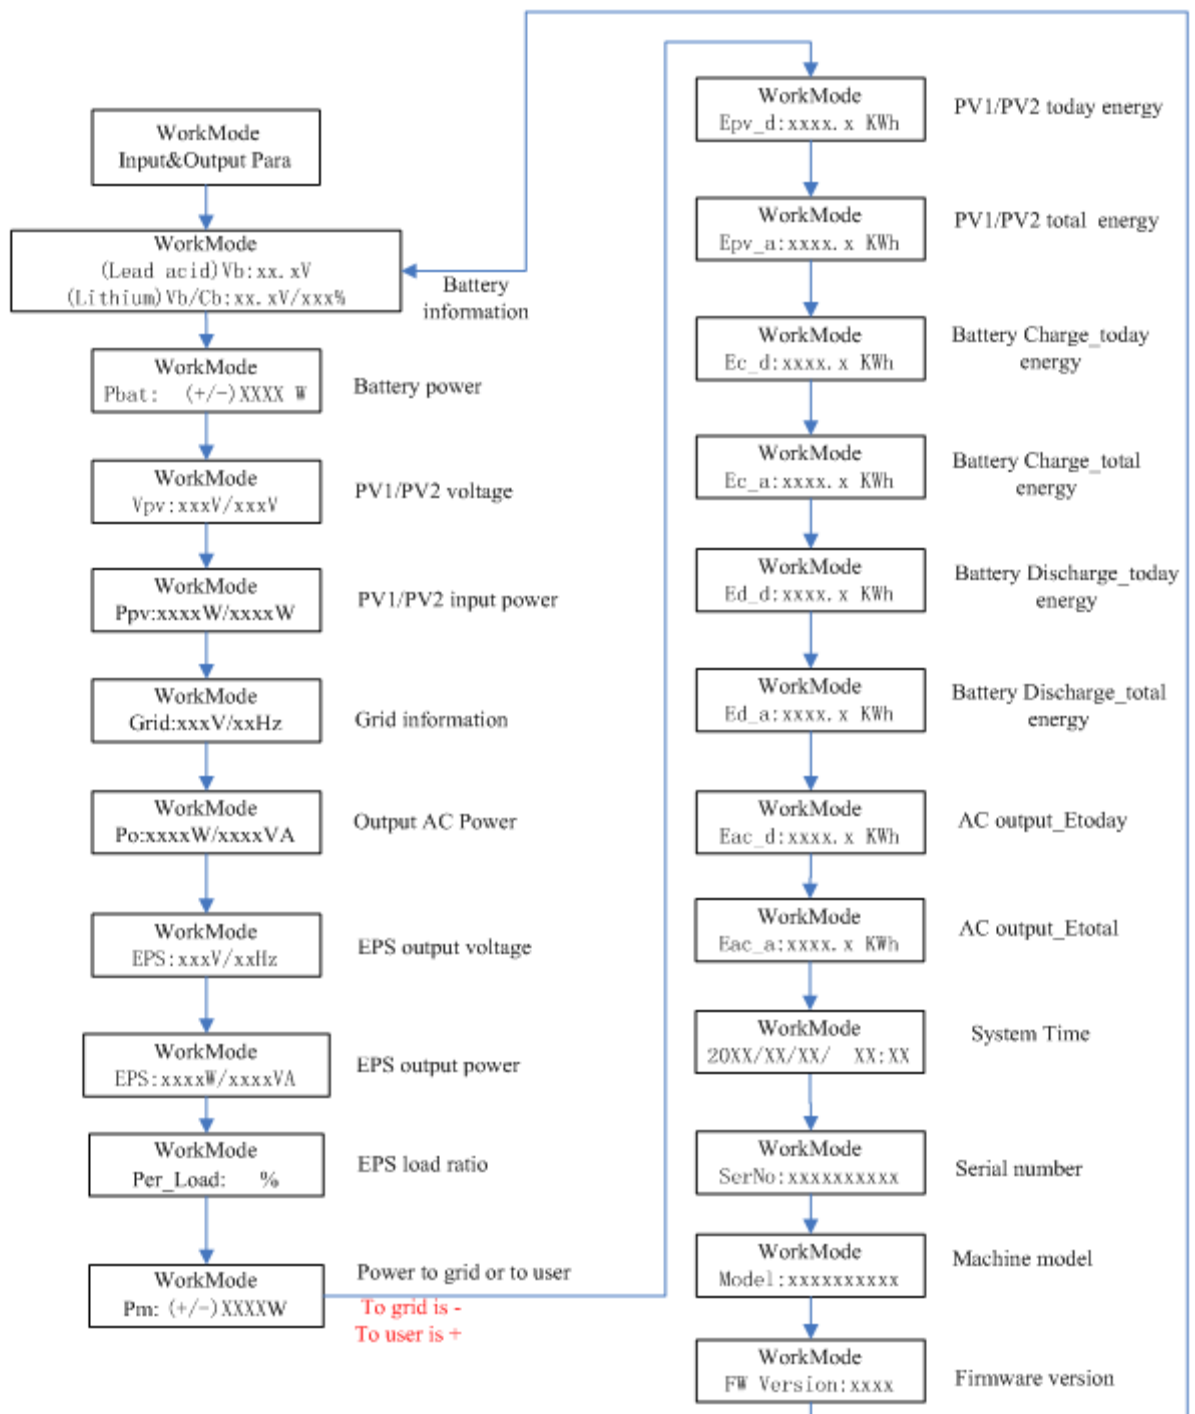 WorkMode
Input&Output Para
WorkMode
(Lead acid)Vb:xx.xV
(Lithium)Vb/Cb:xx.xV/xxx%
Battery
information
WorkMode
Pbat: (+/-)XXXX W
Battery power
WorkMode
Vpv:xxxV/xxxV
PV1/PV2 voltage
WorkMode
Ppv:xxxxW/xxxxW
PV1/PV2 input power
WorkMode
Grid:xxxV/xxHz
Grid information
WorkMode
Po:xxxxW/xxxxVA
Output AC Power
WorkMode
EPS:xxxV/xxHz
EPS output voltage
WorkMode
EPS:xxxxW/xxxxVA
EPS output power
WorkMode
Per_Load: %
EPS load ratio
WorkMode
Pm: (+/-)XXXXW
Power to grid or to user
To grid is -
To user is +
WorkMode
Epv_d:xxxx.x KWh
PV1/PV2 today energy
WorkMode
Epv_a:xxxx.x KWh
PV1/PV2 total energy
WorkMode
Ec_d:xxxx.x KWh
Battery Charge_today
energy
WorkMode
Ec_a:xxxx.x KWh
Battery Charge_total
energy
WorkMode
Ed_d:xxxx.x KWh
Battery Discharge_today
energy
WorkMode
Ed_a:xxxx.x KWh
Battery Discharge_total
energy
WorkMode
Eac_d:xxxx.x KWh
AC output_Etoday
WorkMode
Eac_a:xxxx.x KWh
AC output_Etotal
WorkMode
20XX/XX/XX/ XX:XX
System Time
WorkMode
SerNo:xxxxxxxxxx
Serial number
WorkMode
Model:xxxxxxxxxx
Machine model
WorkMode
FW Version:xxxx
Firmware version